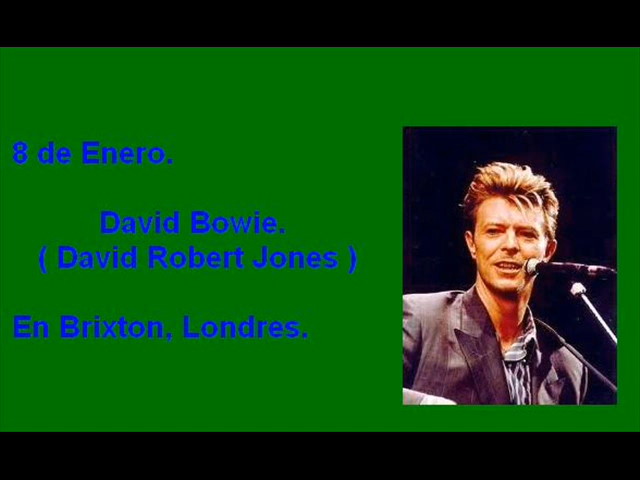 8 de Enero.
David Bowie.
( David Robert Jones )
En Brixton, Londres.